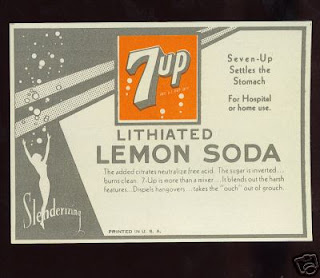 7up
Seven-Up
Settles the
Stomach
For Hospital
or home use.
LITHIATED
LEMON SODA
The added citrates neutralize free acid. The sugar is inverted...
burns clean. 7-Up is more than a mixer... It blends out the harsh
features... Dispels hangovers... takes the "ouch" out of grouch.
Slenderizing
PRINTED IN U. S. A.